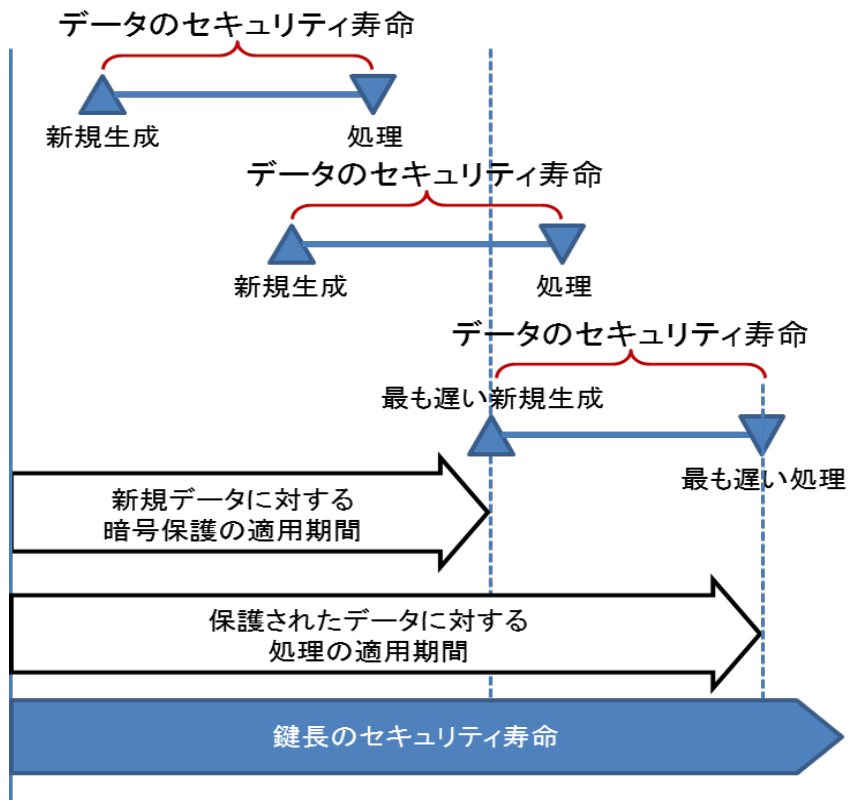 データのセキュリティ寿命
新規生成
処理
データのセキュリティ寿命
新規生成
処理
データのセキュリティ寿命
最も遅い新規生成
最も遅い処理
新規データに対する
暗号保護の適用期間
保護されたデータに対する
処理の適用期間
鍵長のセキュリティ寿命